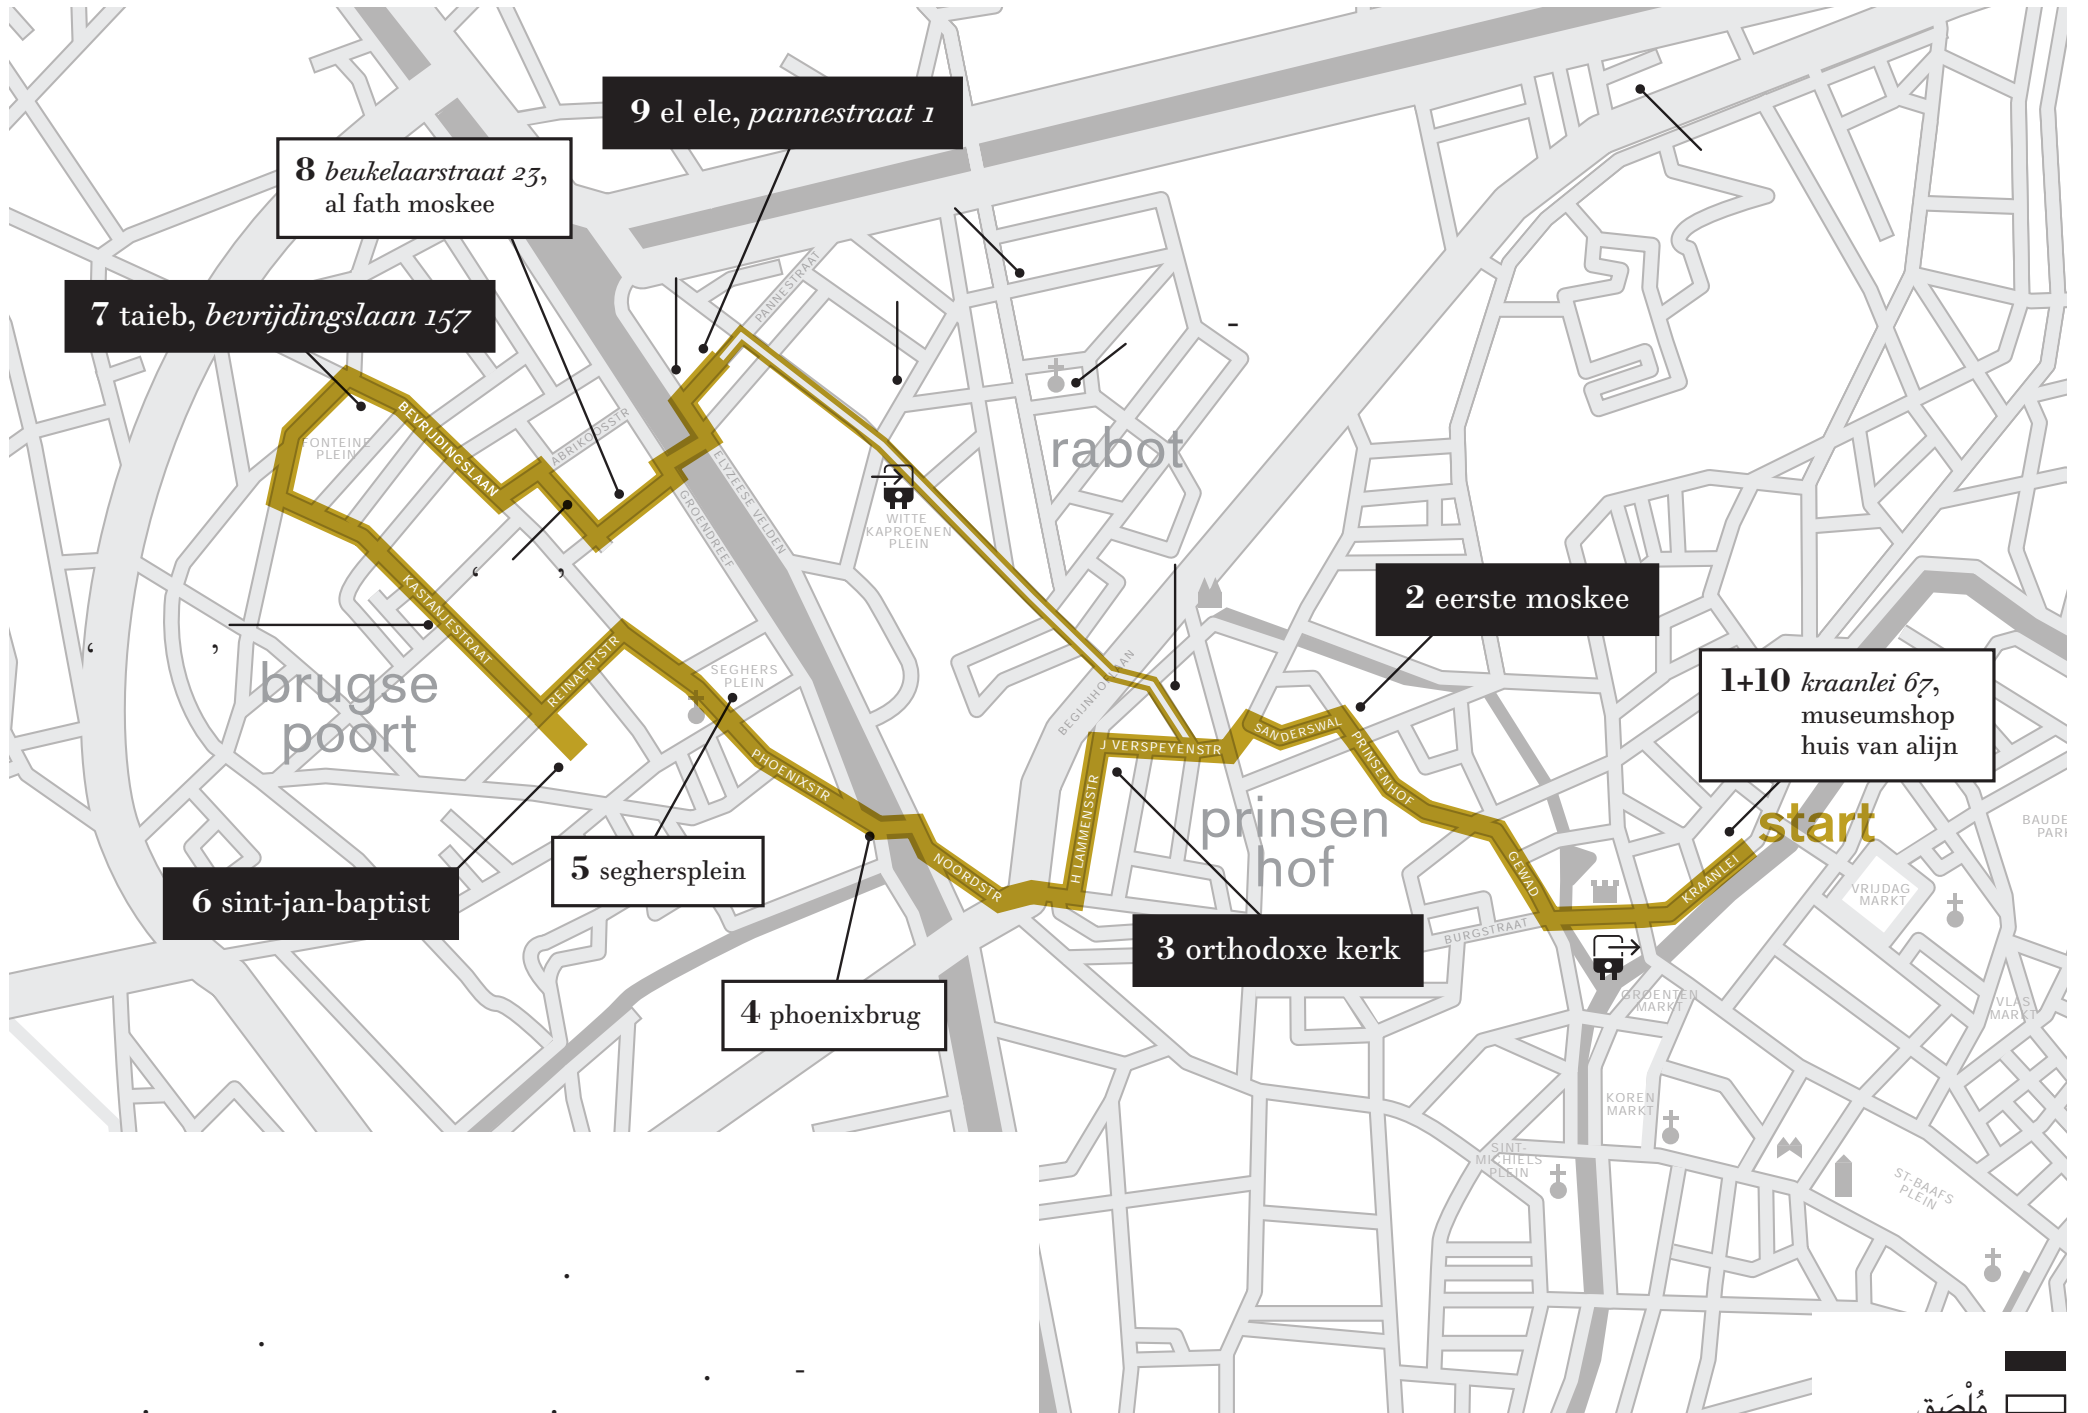 9 el ele, pannestraat 1
8 beukelaarstraat 23,
al fath moskee
7 taieb, bevrijdingslaan 157
PANNESTRAAT
FONTEINE
PLEIN
BEVRIJDINGSLAAN
ABRIKOOSSTR
ELYZEESE VELDEN
GROENDREEF
rabot
WITTE
KAPROENEN
PLEIN
2 eerste moskee
KASTANJESTRAAT
REINAERTSTR
SEGHERS
PLEIN
brugse
poort
BEGIJNHOFLAAN
1+10 kraanlei 67,
museumshop
huis van alijn
J VERSPEYENSTR
SANDERSWAL
PRINSENHOF
PHOENIXSTR
H LAMMENSSTR
prinsen
hof
start
BAUDE
PARK
5 seghersplein
NOORDSTR
GEWAD
KRAANLEI
VRIJDAG
MARKT
6 sint-jan-baptist
BURGSTRAAT
3 orthodoxe kerk
4 phoenixbrug
GROENTEN
MARKT
VLAS
MARKT
KOREN
MARKT
SINT-
MICHIELS
PLEIN
ST-BAAFS
PLEIN
مُلْصَق